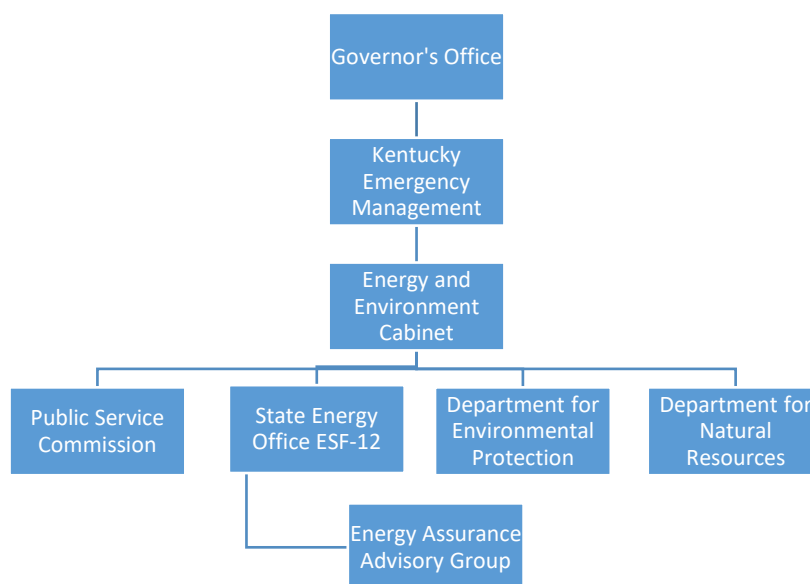 Governor's Office
Kentucky
Emergency
Management
Energy and
Environment
Cabinet
Public Service
Commission
State Energy
Office ESF-12
Department for
Environmental
Protection
Department for
Natural
Resources
Energy Assurance
Advisory Group